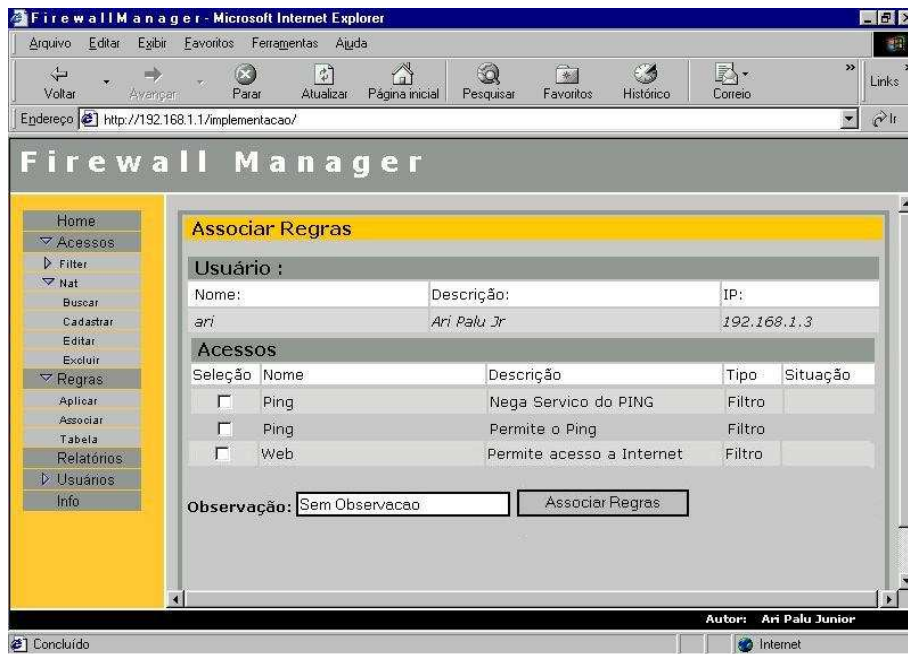 F i r e w a l l M a n a g e r - Microsoft Internet Explorer
Arquivo Editar Exibir Favoritos Ferramentas Ajuda
Voltar Avançar Parar Atualizar Página inicial Pesquisar Favoritos Histórico Correio » Links »
Endereço http://192.168.1.1/implementacao/ Ir
Firewall Manager
Home
Acessos
Filter
Nat
Buscar
Cadastrar
Editar
Excluir
Regras
Aplicar
Associar
Tabela
Relatórios
Usuários
Info
Associar Regras
Usuário :
Nome: Descrição: IP:
ari Ari Palu Jr 192.168.1.3
Acessos
Seleção Nome Descrição Tipo Situação
Ping Nega Servico do PING Filtro
Ping Permite o Ping Filtro
Web Permite acesso a Internet Filtro
Observação: Sem Observacao Associar Regras
Autor: Ari Palu Junior
Concluído Internet